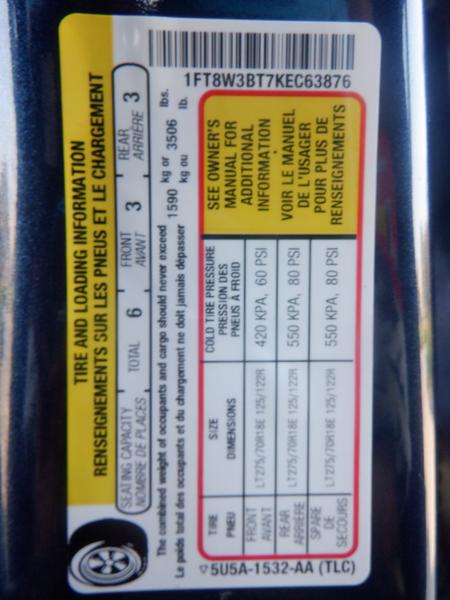 TIRE AND LOADING INFORMATION
RENSEIGNEMENTS SUR LES PNEUS ET LE CHARGEMENT
SEATING CAPACITY TOTAL 6 FRONT 3 REAR 3
NOMBRE DE PLACES AVANT ARRIÈRE
The combined weight of occupants and cargo should never exceed 1590 kg or 3506 lbs.
Le poids total des occupants et du chargement ne doit jamais dépasser kg ou lb.
1FT8W3BT7KEC63876
TIRE SIZE COLD TIRE PRESSURE
PNEU DIMENSIONS PRESSION DES
PNEUS À FROID
FRONT LT275/70R18E 125/122R 420 KPA, 60 PSI
AVANT
REAR LT275/70R18E 125/122R 550 KPA, 80 PSI
ARRIÈRE
SPARE LT275/70R18E 125/122R 550 KPA, 80 PSI
DE
SECOURS
SEE OWNER'S
MANUAL FOR
ADDITIONAL
INFORMATION
VOIR LE MANUEL
DE L'USAGER
POUR PLUS DE
RENSEIGNEMENTS
5U5A-1532-AA (TLC)